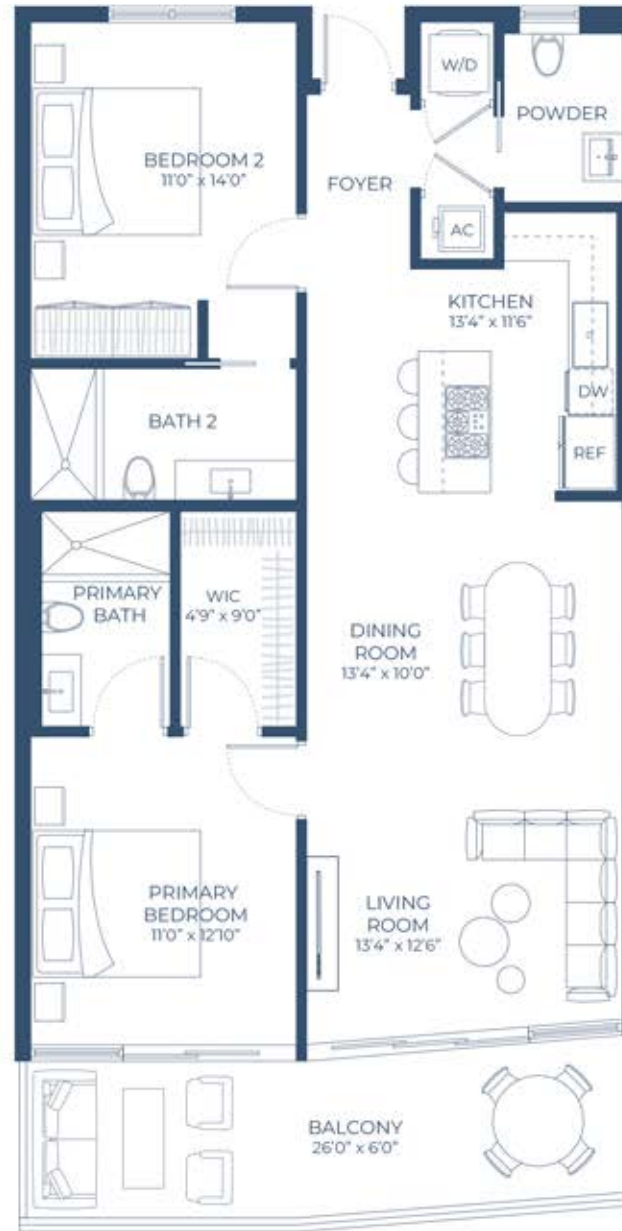 W/D
POWDER
BEDROOM 2
11'0" x 14'0"
FOYER
AC
KITCHEN
13'4" x 11'6"
DW
REF
BATH 2
PRIMARY
BATH
WIC
4'9" x 9'0"
DINING
ROOM
13'4" x 10'0"
PRIMARY
BEDROOM
11'0" x 12'10"
LIVING
ROOM
13'4" x 12'6"
BALCONY
26'0" x 6'0"